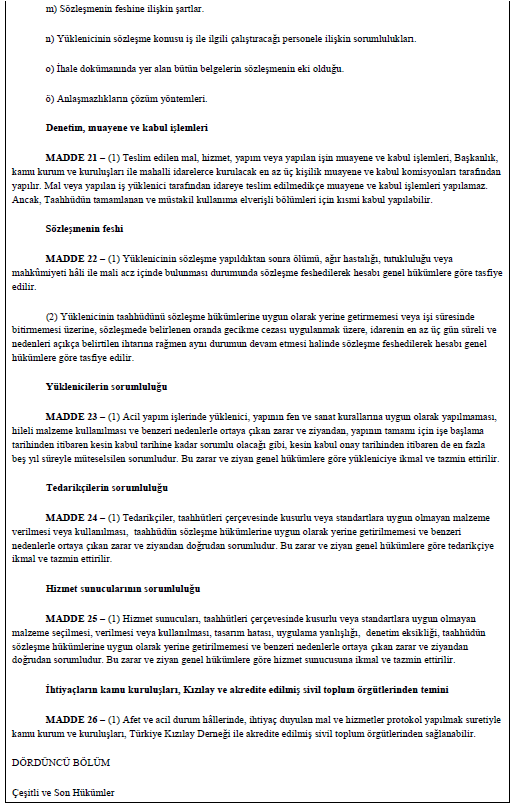 m) Sözleşmenin feshine ilişkin şartlar.
n) Yüklenicinin sözleşme konusu iş ile ilgili çalıştıracağı personele ilişkin sorumlulukları.
o) İhale dokümanında yer alan bütün belgelerin sözleşmenin eki olduğu.
ö) Anlaşmazlıkların çözüm yöntemleri.
Denetim, muayene ve kabul işlemleri
MADDE 21 – (1) Teslim edilen mal, hizmet, yapım veya yapılan işin muayene ve kabul işlemleri, Başkanlık,
kamu kurum ve kuruluşları ile mahalli idarelerce kurulacak en az üç kişilik muayene ve kabul komisyonları tarafından
yapılır. Mal veya yapılan iş yüklenici tarafından idareye teslim edilmedikçe muayene ve kabul işlemleri yapılamaz.
Ancak, Taahhüdün tamamlanan ve müstakil kullanıma elverişli bölümleri için kısmi kabul yapılabilir.
Sözleşmenin feshi
MADDE 22 – (1) Yüklenicinin sözleşme yapıldıktan sonra ölümü, ağır hastalığı, tutukluluğu veya
mahkûmiyeti hâli ile mali acz içinde bulunması durumunda sözleşme feshedilerek hesabı genel hükümlere göre tasfiye
edilir.
(2) Yüklenicinin taahhüdünü sözleşme hükümlerine uygun olarak yerine getirmemesi veya işi süresinde
bitirmemesi üzerine, sözleşmede belirlenen oranda gecikme cezası uygulanmak üzere, idarenin en az üç gün süreli ve
nedenleri açıkça belirtilen ihtarına rağmen aynı durumun devam etmesi halinde sözleşme feshedilerek hesabı genel
hükümlere göre tasfiye edilir.
Yüklenicilerin sorumluluğu
MADDE 23 – (1) Acil yapım işlerinde yüklenici, yapının fen ve sanat kurallarına uygun olarak yapılmaması,
hileli malzeme kullanılması ve benzeri nedenlerle ortaya çıkan zarar ve ziyandan, yapının tamamı için işe başlama
tarihinden itibaren kesin kabul tarihine kadar sorumlu olacağı gibi, kesin kabul onay tarihinden itibaren de en fazla
beş yıl süreyle müteselsilen sorumludur. Bu zarar ve ziyan genel hükümlere göre yükleniciye ikmal ve tazmin ettirilir.
Tedarikçilerin sorumluluğu
MADDE 24 – (1) Tedarikçiler, taahhütleri çerçevesinde kusurlu veya standartlara uygun olmayan malzeme
verilmesi veya kullanılması, taahhüdün sözleşme hükümlerine uygun olarak yerine getirilmemesi ve benzeri
nedenlerle ortaya çıkan zarar ve ziyandan doğrudan sorumludur. Bu zarar ve ziyan genel hükümlere göre tedarikçiye
ikmal ve tazmin ettirilir.
Hizmet sunucularının sorumluluğu
MADDE 25 – (1) Hizmet sunucuları, taahhütleri çerçevesinde kusurlu veya standartlara uygun olmayan
malzeme seçilmesi, verilmesi veya kullanılması, tasarım hatası, uygulama yanlışlığı, denetim eksikliği, taahhüdün
sözleşme hükümlerine uygun olarak yerine getirilmemesi ve benzeri nedenlerle ortaya çıkan zarar ve ziyandan
doğrudan sorumludur. Bu zarar ve ziyan genel hükümlere göre hizmet sunucusuna ikmal ve tazmin ettirilir.
İhtiyaçların kamu kuruluşları, Kızılay ve akredite edilmiş sivil toplum örgütlerinden temini
MADDE 26 – (1) Afet ve acil durum hâllerinde, ihtiyaç duyulan mal ve hizmetler protokol yapılmak suretiyle
kamu kurum ve kuruluşları, Türkiye Kızılay Derneği ile akredite edilmiş sivil toplum örgütlerinden sağlanabilir.
DÖRDÜNCÜ BÖLÜM
Çeşitli ve Son Hükümler